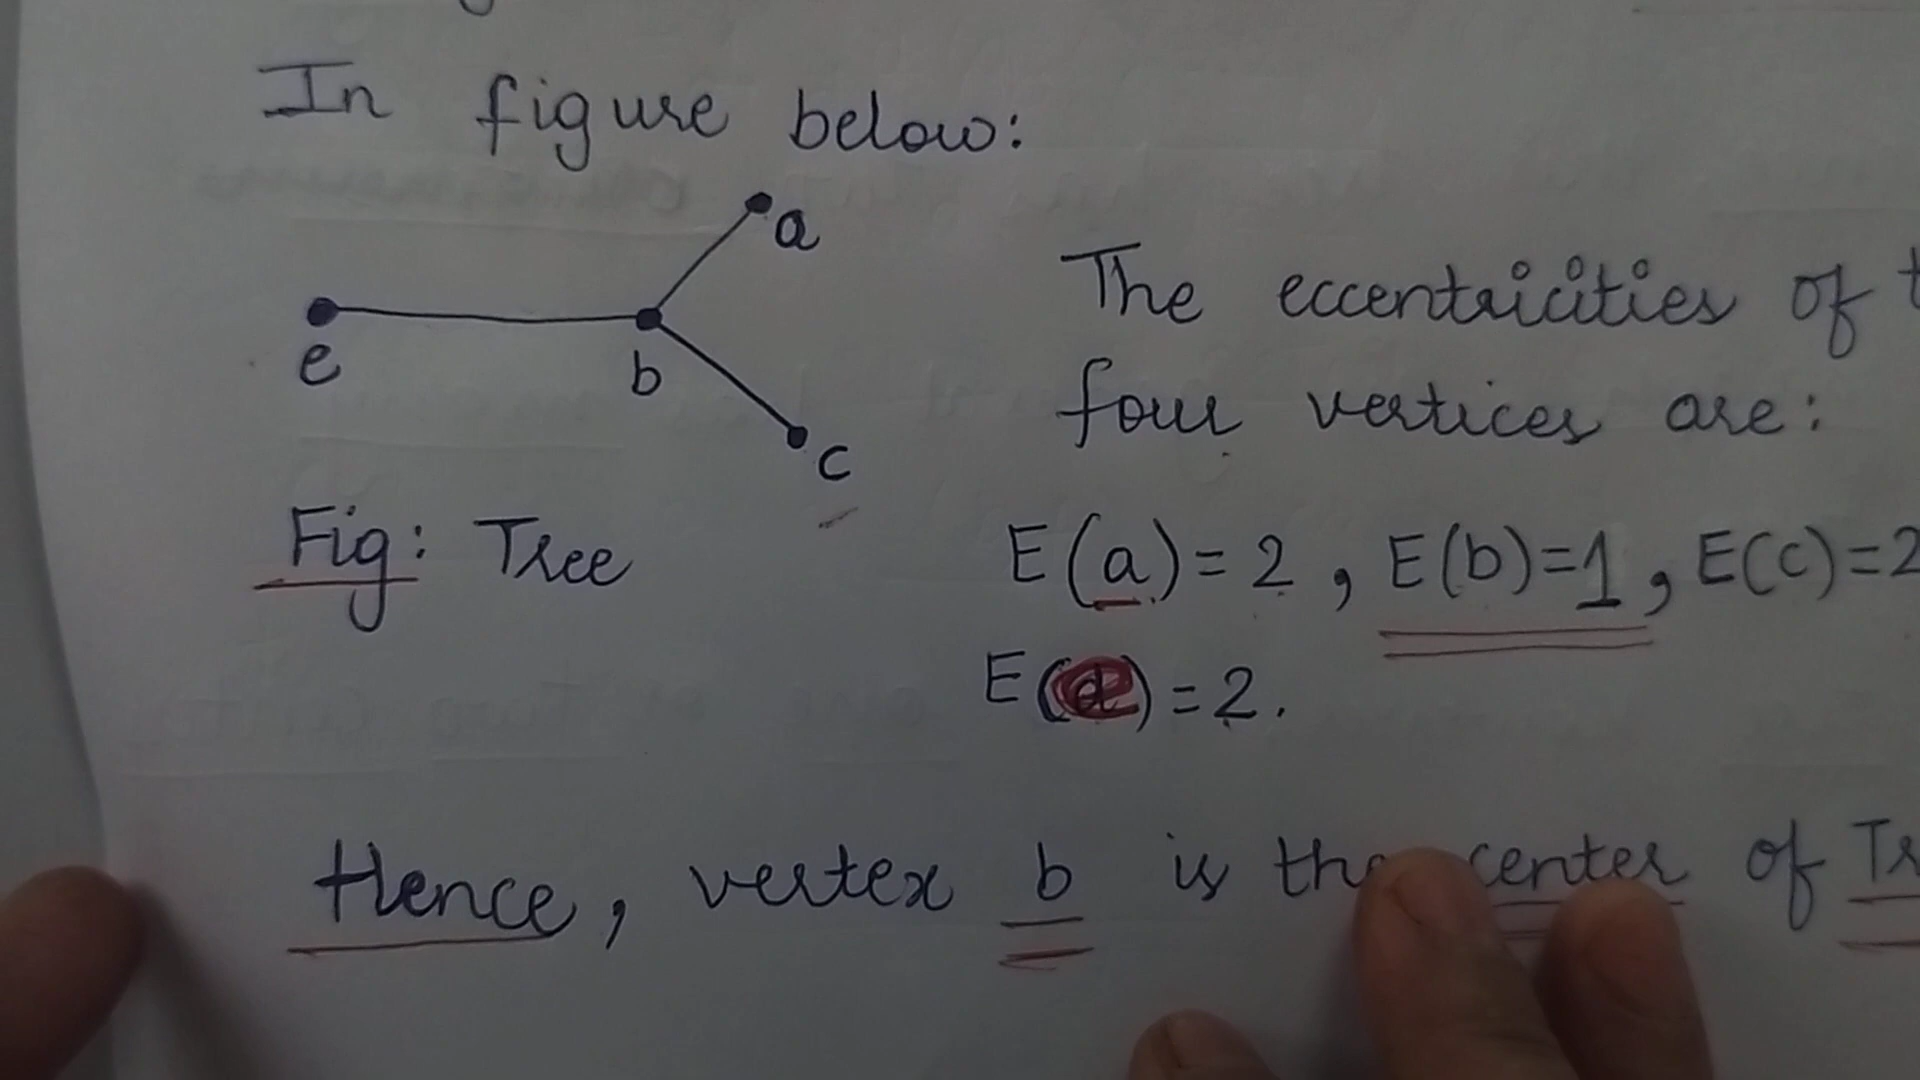 In figure below:
a
e
b
c
Fig: Tree
The eccentricities of
four vertices are:
E(a)=2, E(b)=1, E(c)=2
E(d)=2.
Hence, vertex b is the center of